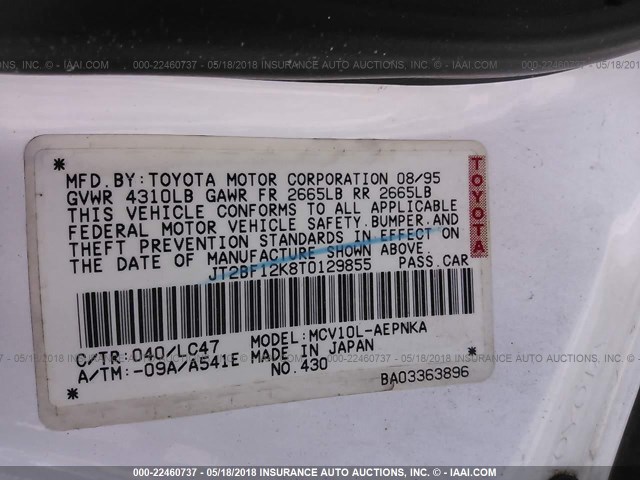 000-22460737 - 05/18/2018 INSURANCE AUTO AUCTIONS, INC. - © IAAI.COM
MFD. BY: TOYOTA MOTOR CORPORATION 08/95
GVWR 4310LB GAWR FR 2665LB RR 2665LB
THIS VEHICLE CONFORMS TO ALL APPLICABLE
FEDERAL MOTOR VEHICLE SAFETY, BUMPER, AND
THEFT PREVENTION STANDARDS IN EFFECT ON
THE DATE OF MANUFACTURE SHOWN ABOVE
JT2BF12K8T0129855 PASS.CAR
TOYOTA
C/TR: 040/LC47 MODEL: MCV10L-AEPNKA
A/TM: -09A/A541E MADE IN JAPAN
NO.430
BA03363896
000-22460737 - 05/18/2018 INSURANCE AUTO AUCTIONS, INC. - © IAAI.COM